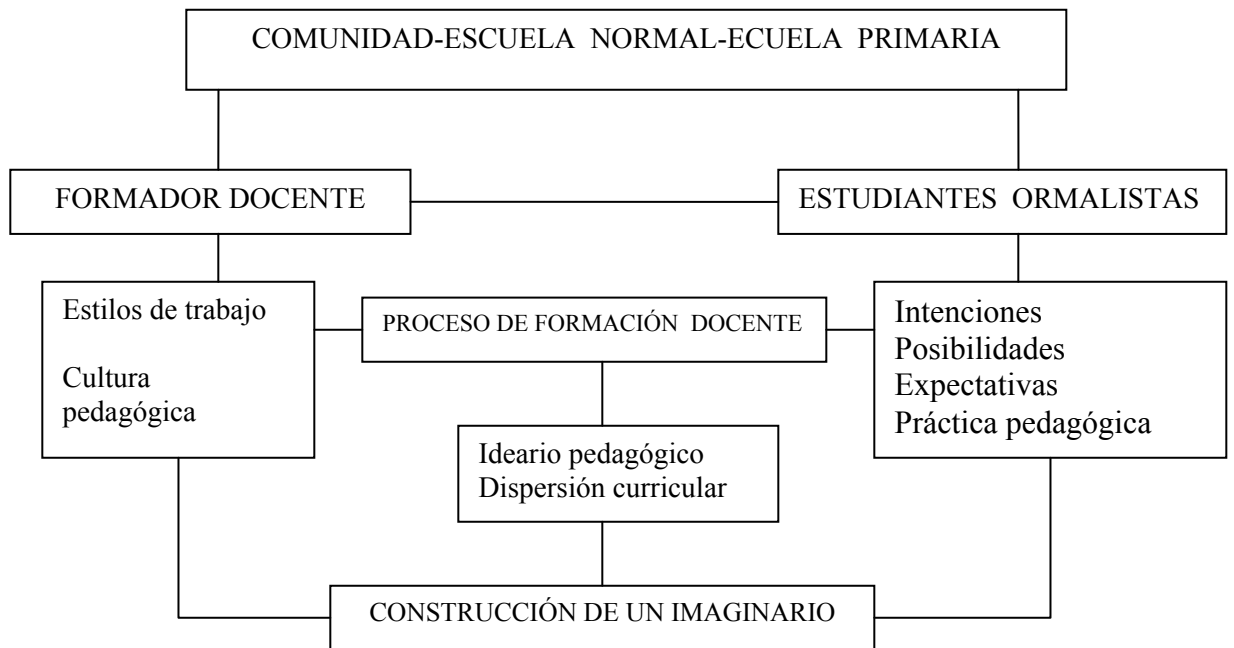 COMUNIDAD-ESCUELA NORMAL-ECUELA PRIMARIA
FORMADOR DOCENTE
ESTUDIANTES ORMALISTAS
Estilos de trabajo
Cultura
pedagógica
PROCESO DE FORMACIÓN DOCENTE
Intenciones
Posibilidades
Expectativas
Práctica pedagógica
Ideario pedagógico
Dispersión curricular
CONSTRUCCIÓN DE UN IMAGINARIO